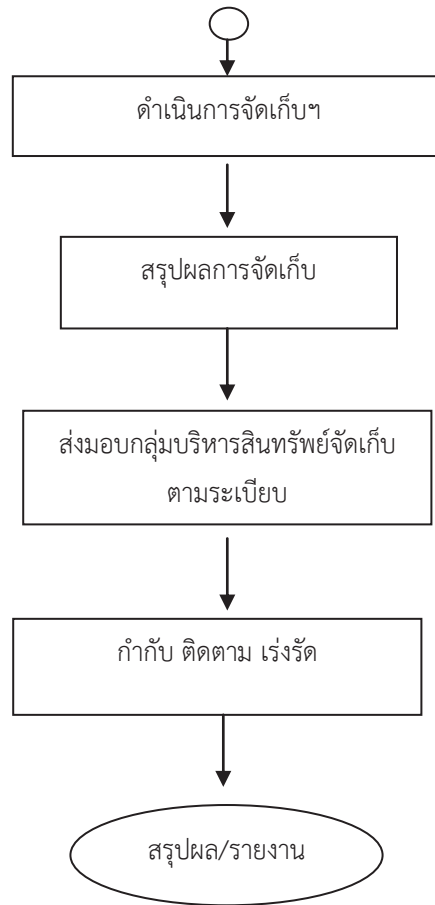 ดำเนินการจัดเก็บฯ
สรุปผลการจัดเก็บ
ส่งมอบกลุ่มบริหารสินทรัพย์จัดเก็บ
ตามระเบียบ
กำกับ ติดตาม เร่งรัด
สรุปผล/รายงาน